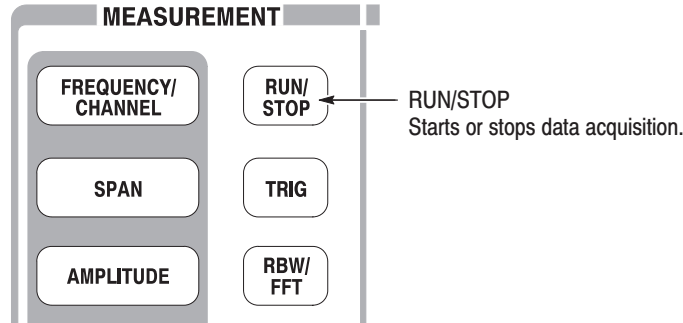 MEASUREMENT
FREQUENCY/
CHANNEL
RUN/
STOP
RUN/STOP
Starts or stops data acquisition.
SPAN
TRIG
AMPLITUDE
RBW/
FFT